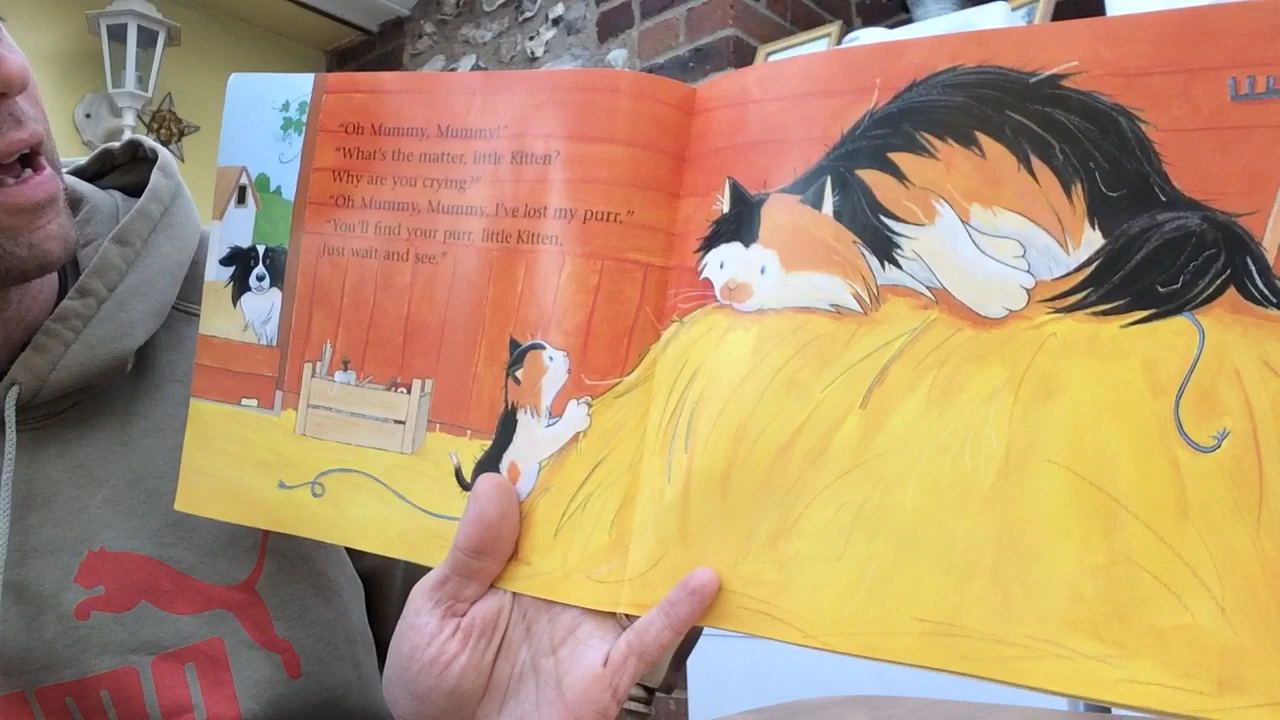 "Oh Mummy, Mummy!"
"What's the matter, little Kitten?
Why are you crying?"
"Oh Mummy, Mummy, I've lost my purr."
"You'll find your purr, little Kitten.
Just wait and see."